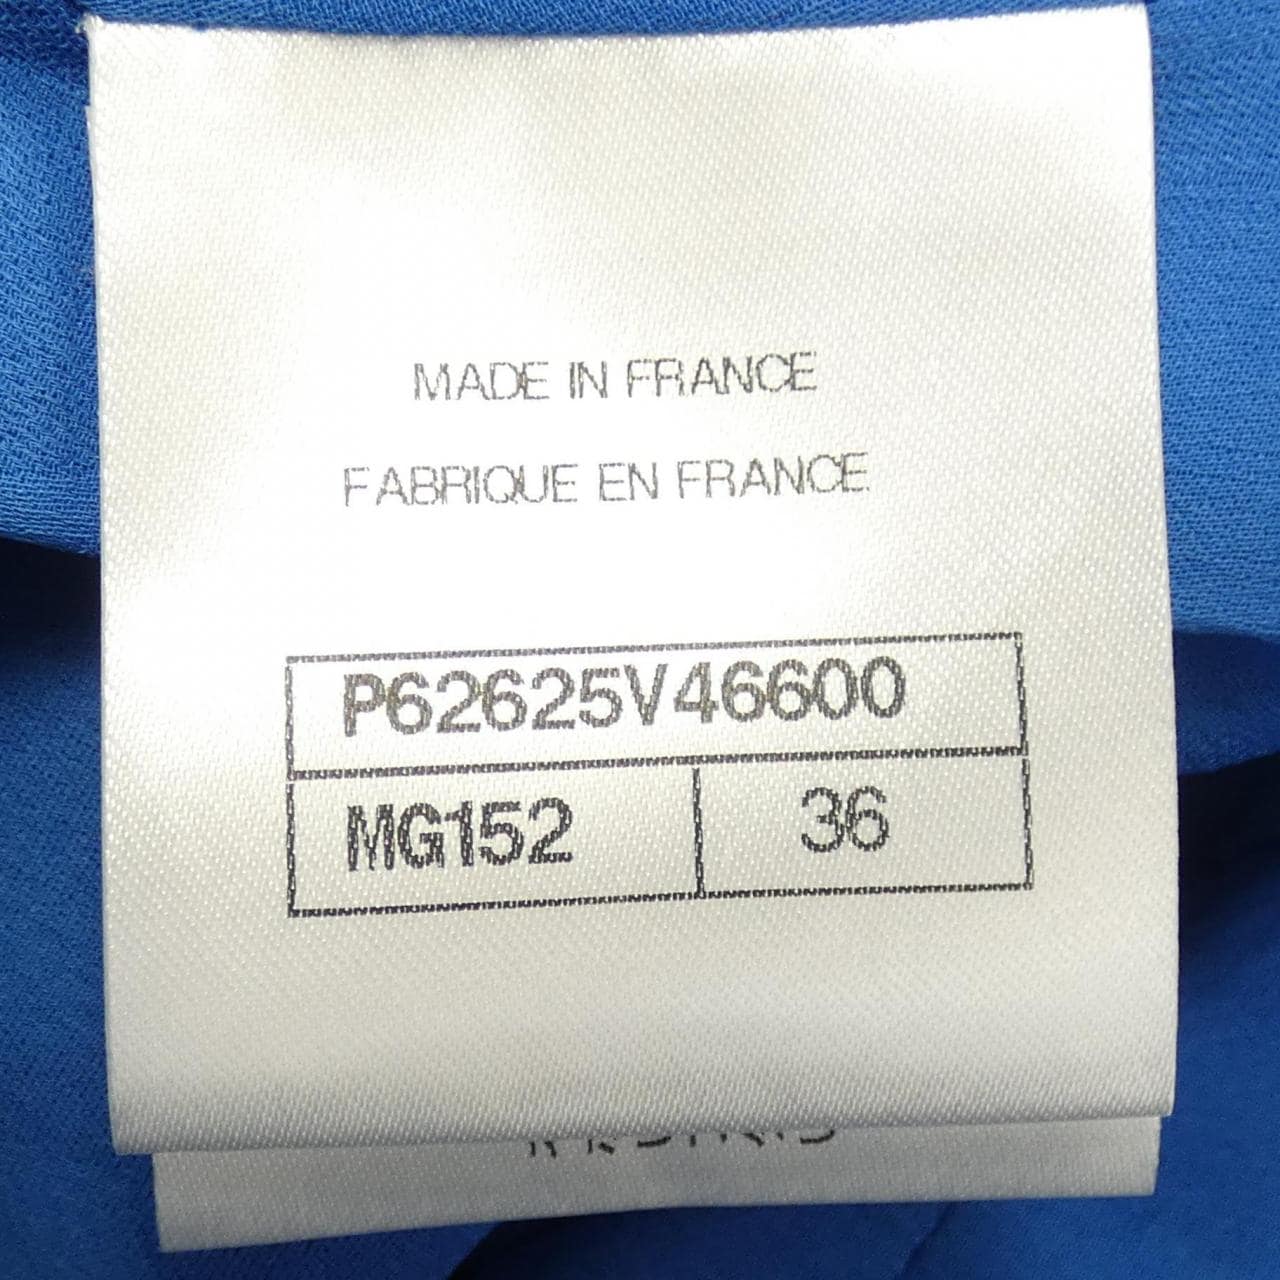 MADE IN FRANCE
FABRIQUE EN FRANCE
P62625V46600
MG152 36